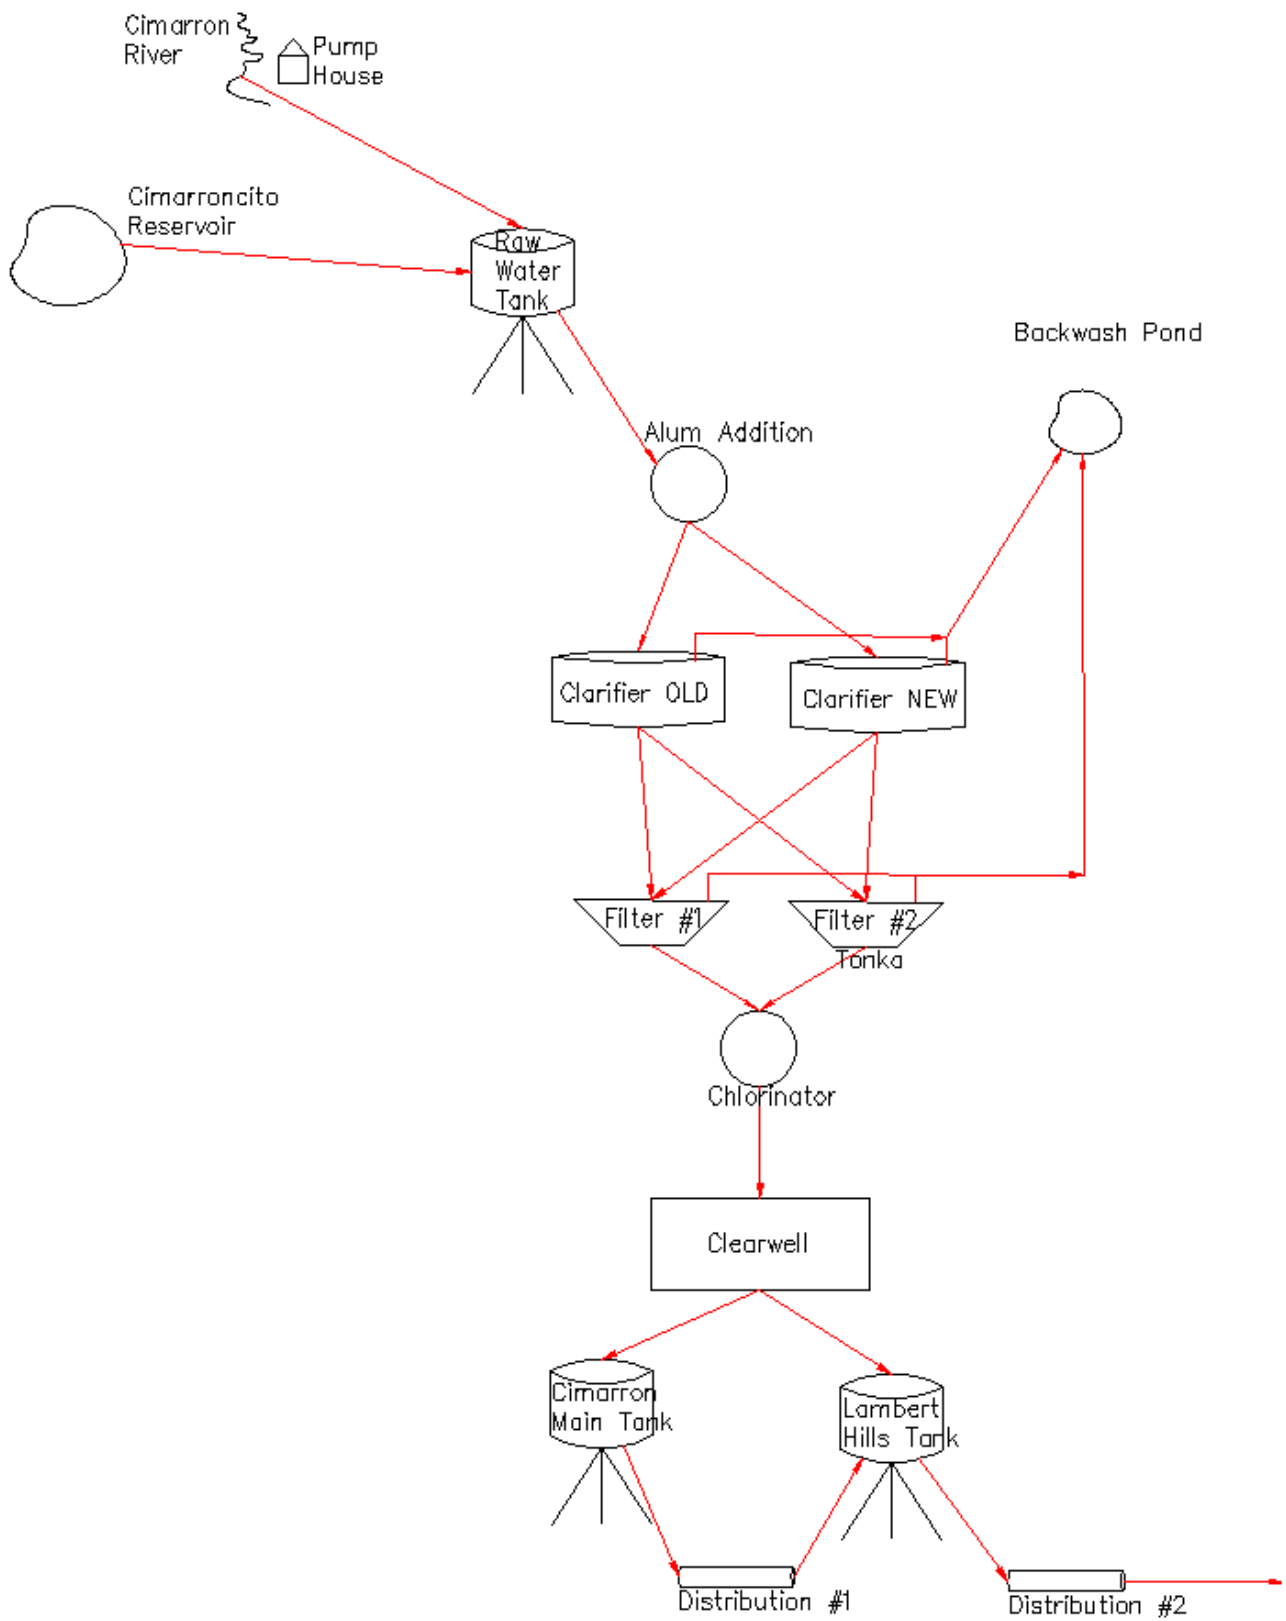 Cimarron
River
Pump
House
Cimarroncito
Reservoir
Raw
Water
Tank
Backwash Pond
Alum Addition
Clarifier OLD
Clarifier NEW
Filter #1
Filter #2
Tonka
Chlorinator
Clearwell
Cimarron
Main Tank
Lambert
Hills Tank
Distribution #1
Distribution #2